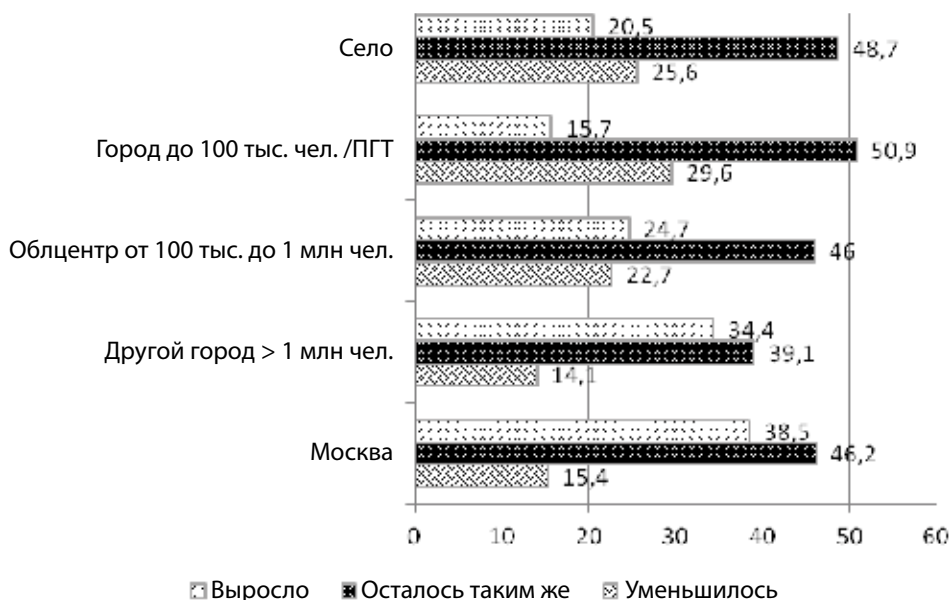 20,5
Село
48,7
25,6
15,7
Город до 100 тыс. чел. /ПГТ
50,9
29,6
24,7
Облцентр от 100 тыс. до 1 млн чел.
46
22,7
34,4
Другой город > 1 млн чел.
39,1
14,1
38,5
Москва
46,2
15,4
0 10 20 30 40 50 60
Выросло Осталось таким же Уменьшилось